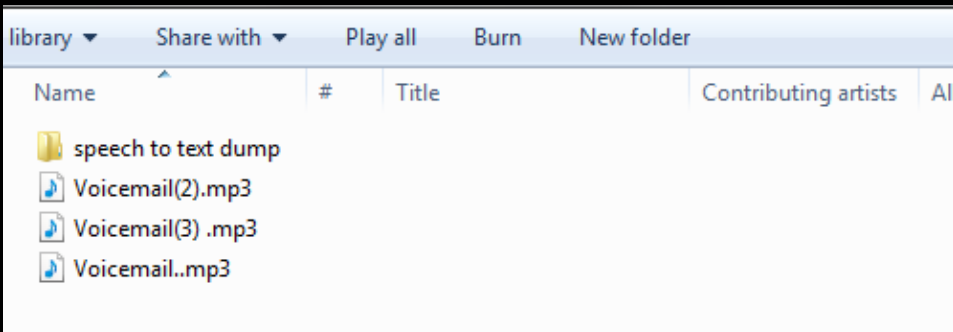 library Share with Play all Burn New folder
Name # Title Contributing artists Al
speech to text dump
Voicemail(2).mp3
Voicemail(3) .mp3
Voicemail..mp3